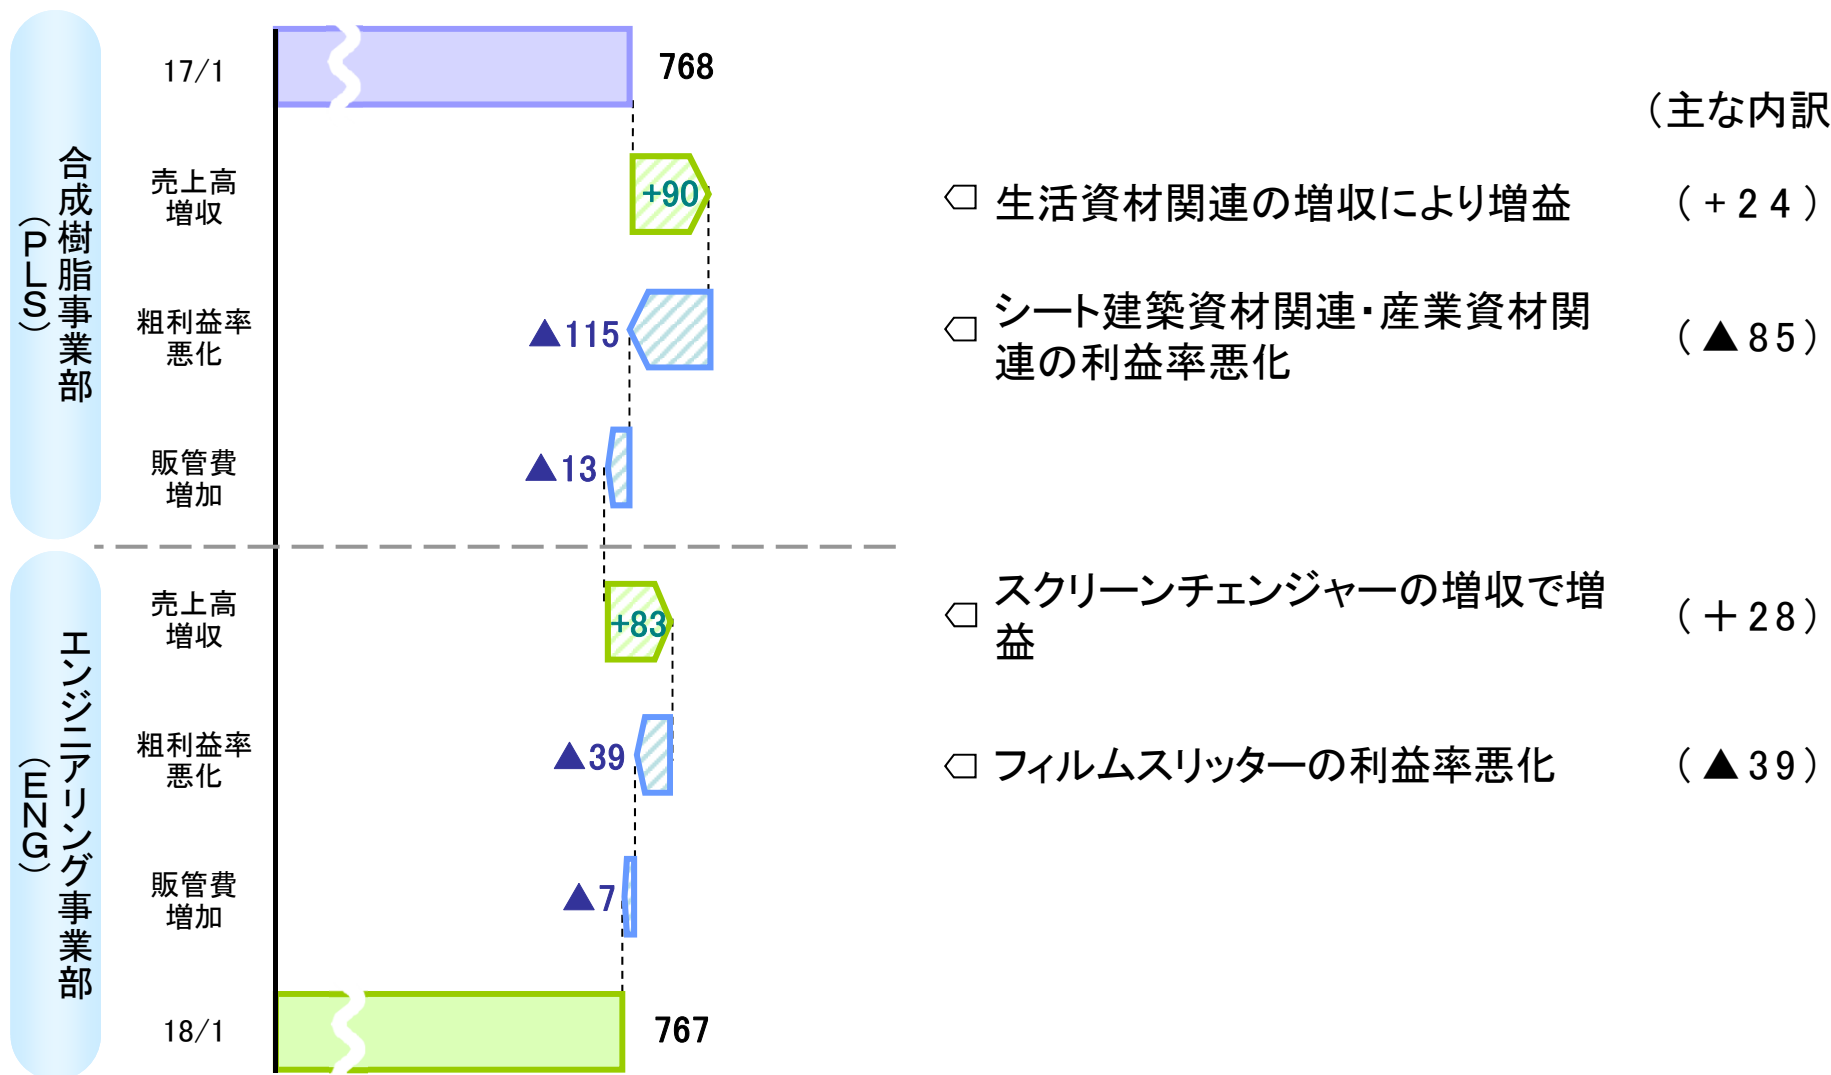 合成樹脂事業部
（ＰＬＳ）
17/1
768
（主な内訳
売上高
増収
+90
生活資材関連の増収により増益
（+24）
粗利益率
悪化
▲115
シート建築資材関連・産業資材関
連の利益率悪化
（▲85）
販管費
増加
▲13
エンジニアリング事業部
（ＥＮＧ）
売上高
増収
+83
スクリーンチェンジャーの増収で増
益
（＋28）
粗利益率
悪化
▲39
フィルムスリッターの利益率悪化
（▲39）
販管費
増加
▲7
18/1
767